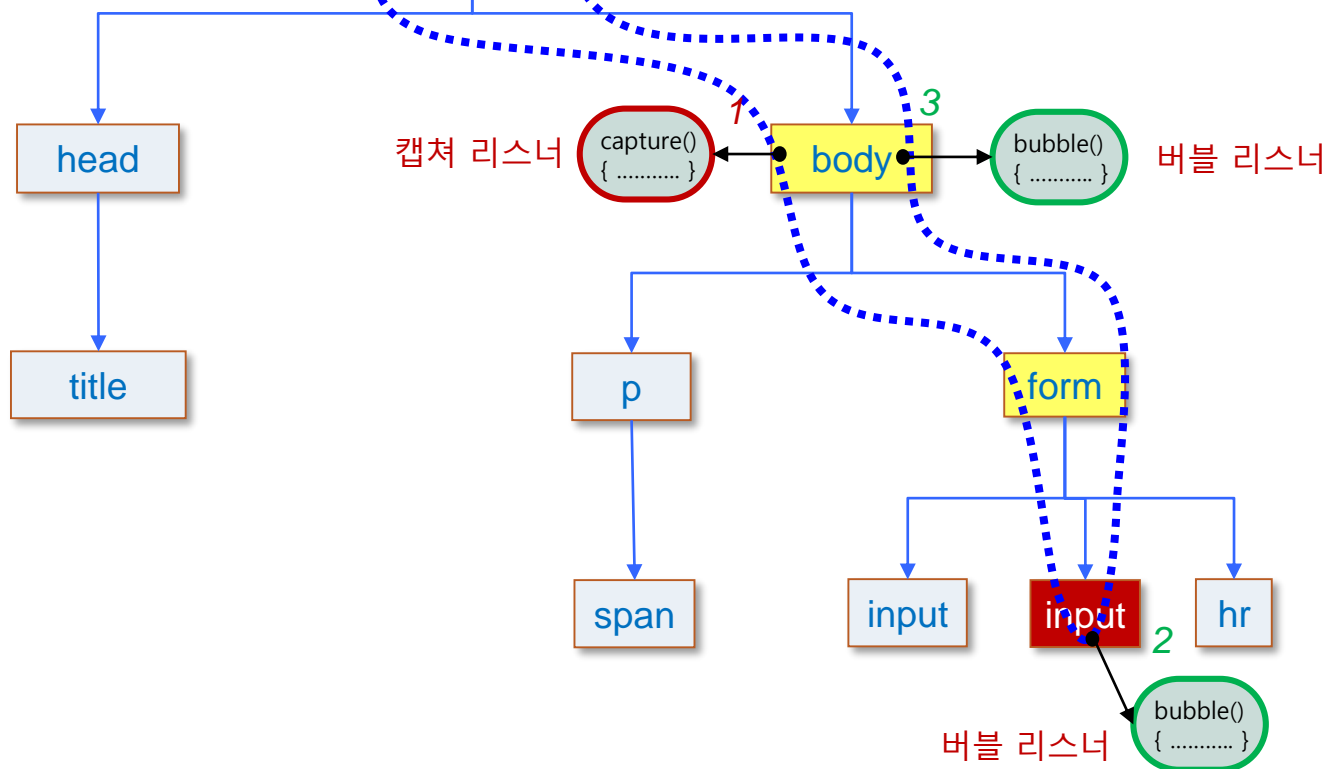 head
캡쳐 리스너
capture()
{ ........... }
1
body
3
bubble()
{ ........... }
버블 리스너
title
p
form
span
input
input
2
hr
버블 리스너
bubble()
{ ........... }